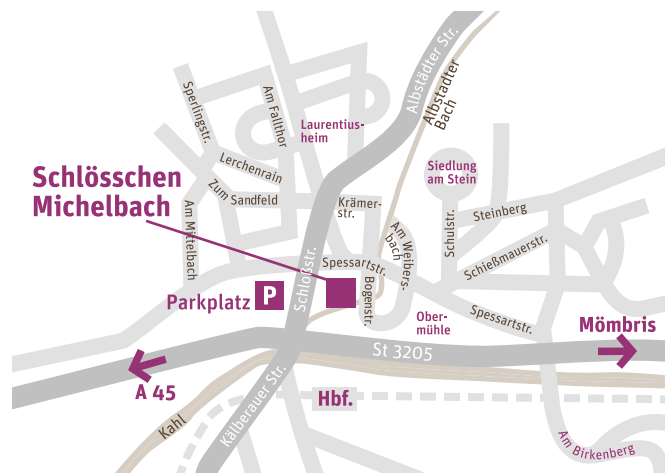 Albstädter Str.
Albstädter
Bach
Sperlingstr.
Am Fallthor
Laurentius-
heim
Lerchenrain
Siedlung
am Stein
Schlösschen
Michelbach
Zum Sandfeld
Krämer-
str.
Am Mittelbach
Steinberg
Schulstr.
Am Weibers-
bach
Schloßstr.
Spessartstr.
Schießmauerstr.
Parkplatz P
Bogenstr.
Ober-
mühle
Spessartstr.
Mömbris
St 3205
A 45
Kälberauer Str.
Hbf.
Kahl
Am Birkenberg